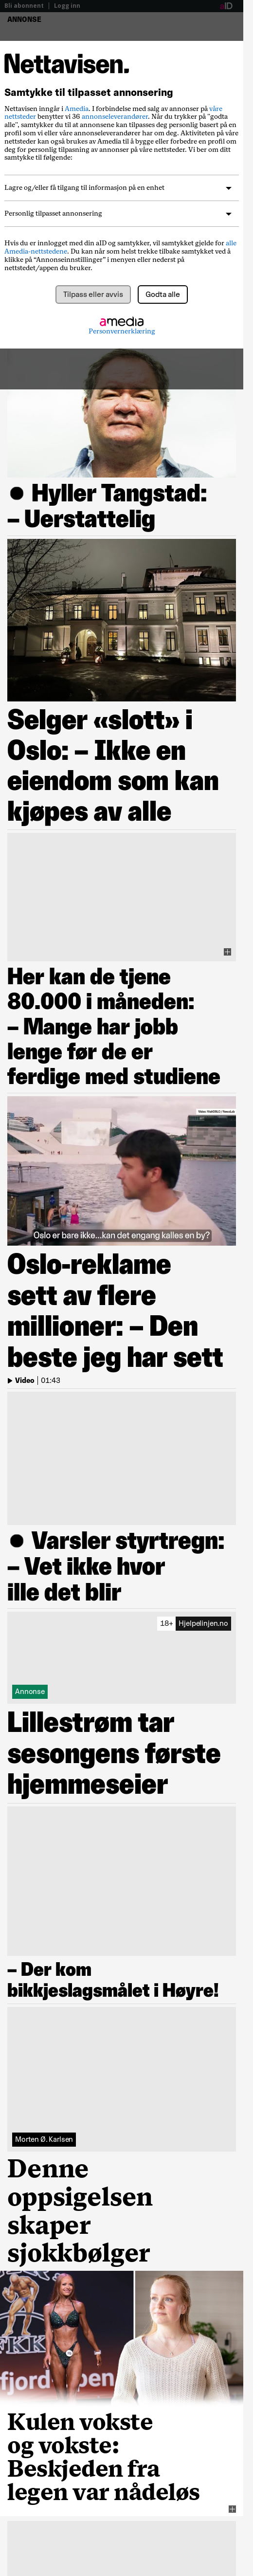 Bli abonnent | Logg inn
aID
ANNONSE
Nettavisen.
Samtykke til tilpasset annonsering
Nettavisen inngår i Amedia. I forbindelse med salg av annonser på våre
nettsteder benytter vi 36 annonseleverandører. Når du trykker på "godta
alle", samtykker du til at annonsene kan tilpasses deg personlig basert på en
profil som vi eller våre annonseleverandører har om deg. Aktiviteten på våre
nettsteder kan også brukes av Amedia til å bygge eller forbedre en profil om
deg for personlig tilpasning av annonser på våre nettsteder. Vi ber om ditt
samtykke til følgende:
Lagre og/eller få tilgang til informasjon på en enhet
Personlig tilpasset annonsering
Hvis du er innlogget med din aID og samtykker, vil samtykket gjelde for alle
Amedia-nettstedene. Du kan når som helst trekke tilbake samtykket ved å
klikke på “Annonseinnstillinger” i menyen eller nederst på
nettstedet/appen du bruker.
Tilpass eller avvis
Godta alle
amedia
Personvernerklæring
Hyller Tangstad:
– Uerstattelig
Selger «slott» i
Oslo: – Ikke en
eiendom som kan
kjøpes av alle
Her kan de tjene
80.000 i måneden:
– Mange har jobb
lenge før de er
ferdige med studiene
Oslo er bare ikke...kan det engang kalles en by?
Oslo-reklame
sett av flere
millioner: – Den
beste jeg har sett
Video | 01:43
Varsler styrtregn:
– Vet ikke hvor
ille det blir
18+ Hjelpelinjen.no
Annonse
Lillestrøm tar
sesongens første
hjemmeseier
– Der kom
bikkjeslagsmålet i Høyre!
Morten Ø. Karlsen
Denne
oppsigelsen
skaper
sjokkbølger
Kulen vokste
og vokste:
Beskjeden fra
legen var nådeløs